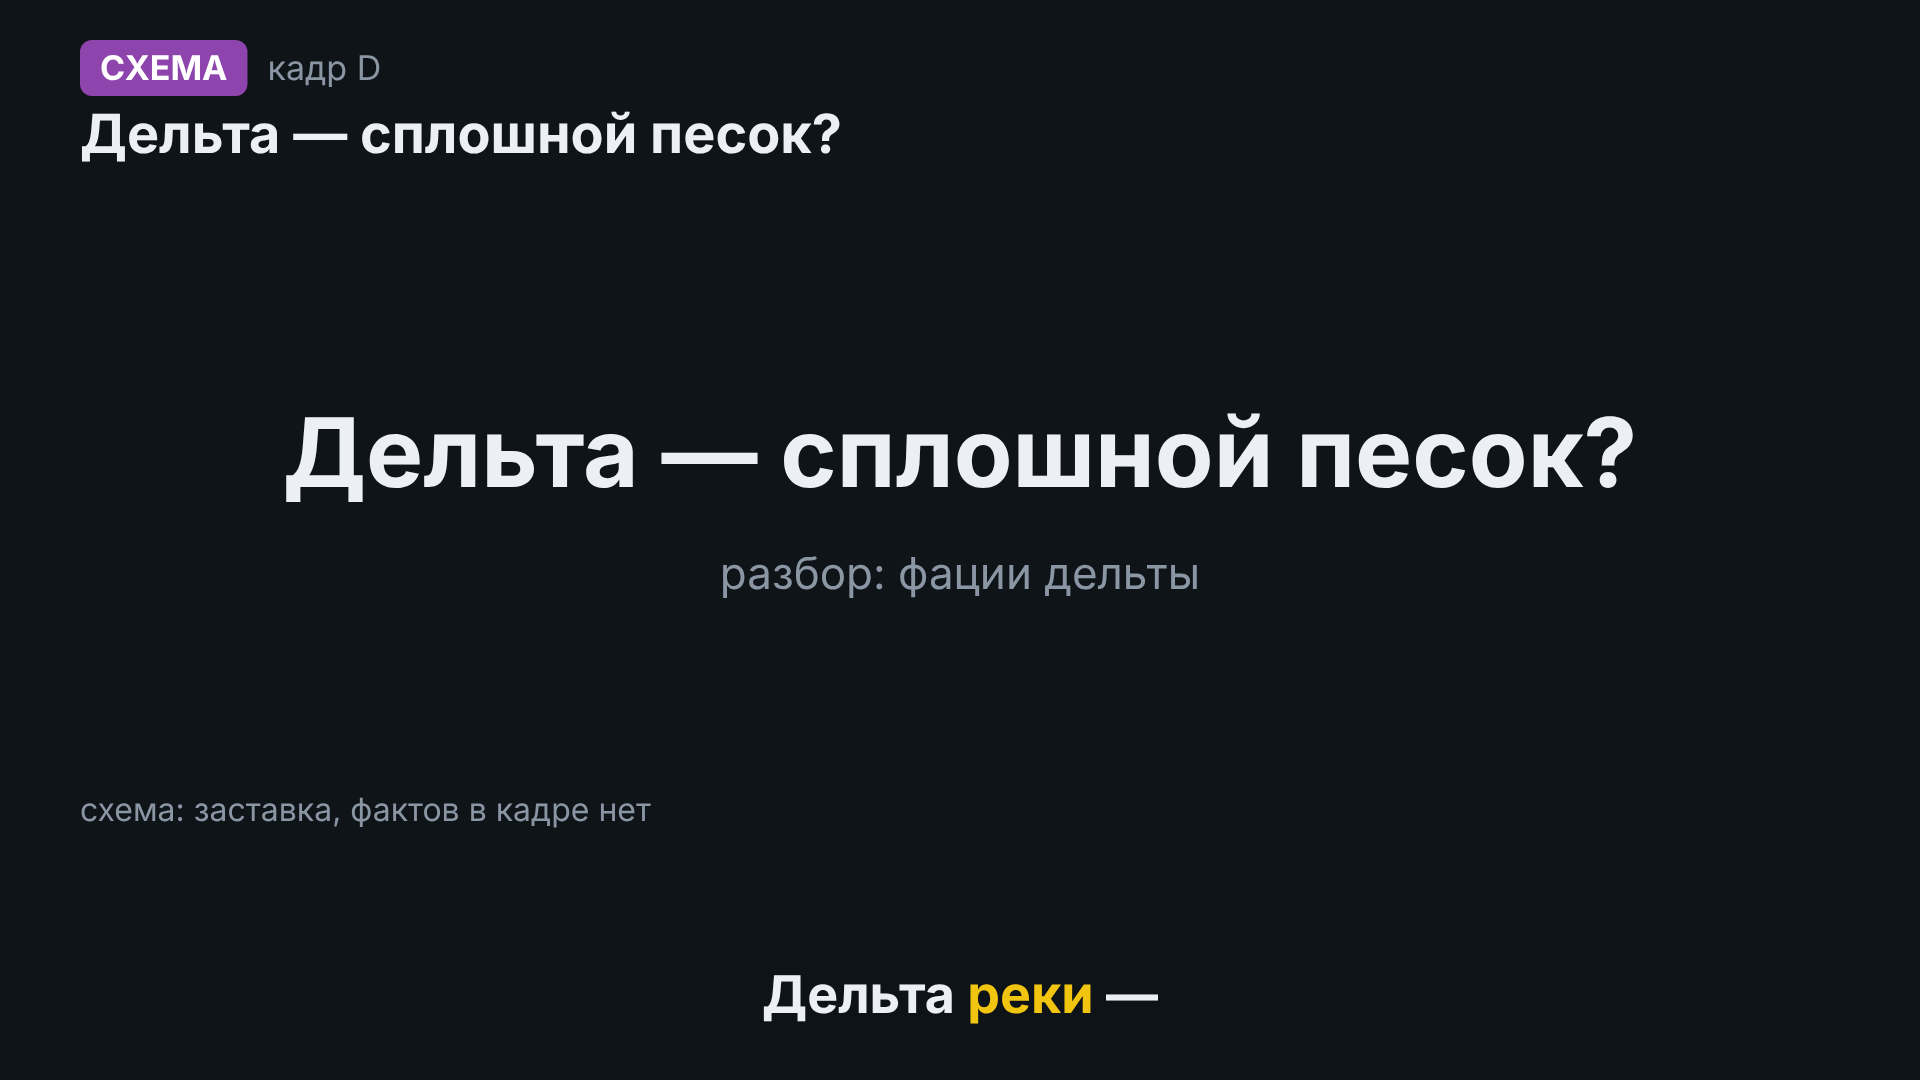 СХЕМА кадр D
Дельта — сплошной песок?
Дельта — сплошной песок?
разбор: фации дельты
схема: заставка, фактов в кадре нет
Дельта реки —